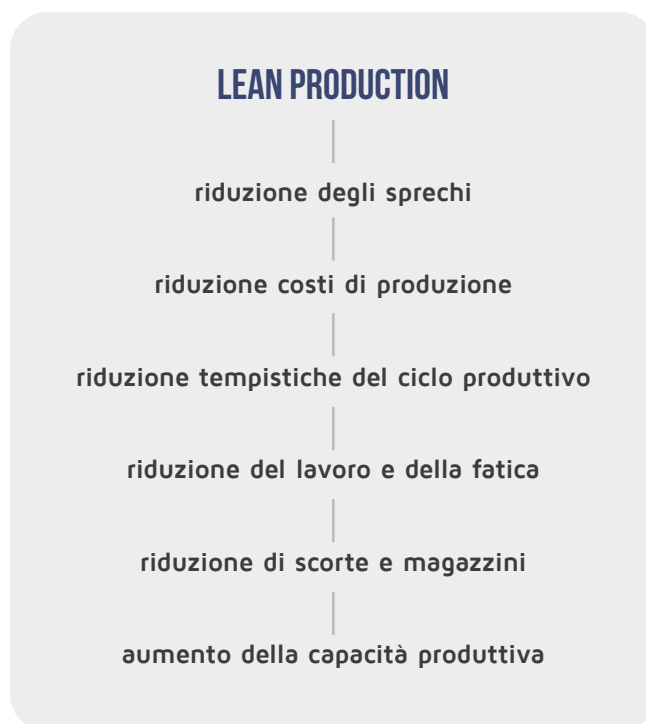 LEAN PRODUCTION
riduzione degli sprechi
riduzione costi di produzione
riduzione tempistiche del ciclo produttivo
riduzione del lavoro e della fatica
riduzione di scorte e magazzini
aumento della capacità produttiva